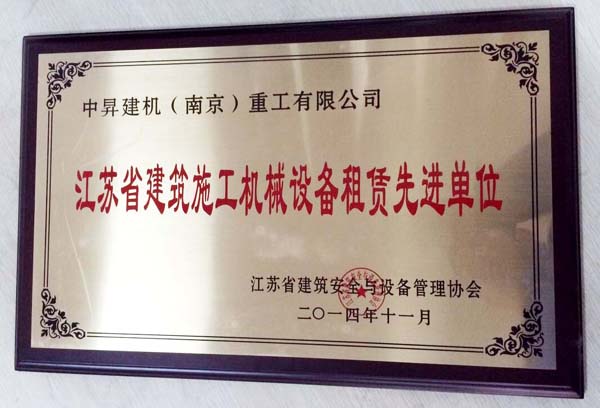 中昇建机（南京）重工有限公司
江苏省建筑施工机械设备租赁先进单位
江苏省建筑安全与设备管理协会
二〇一四年十一月